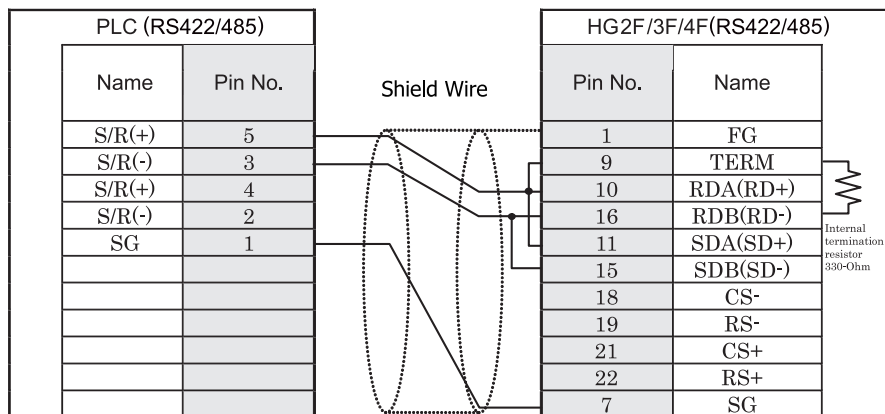 PLC (RS422/485)
HG2F/3F/4F(RS422/485)
Name Pin No.
Shield Wire
Pin No. Name
S/R(+) 5
1 FG
S/R(-) 3
9 TERM
S/R(+) 4
10 RDA(RD+)
S/R(-) 2
16 RDB(RD-)
SG 1
11 SDA(SD+)
15 SDB(SD-)
18 CS-
19 RS-
21 CS+
22 RS+
7 SG
Internal
termination
resistor
330-Ohm